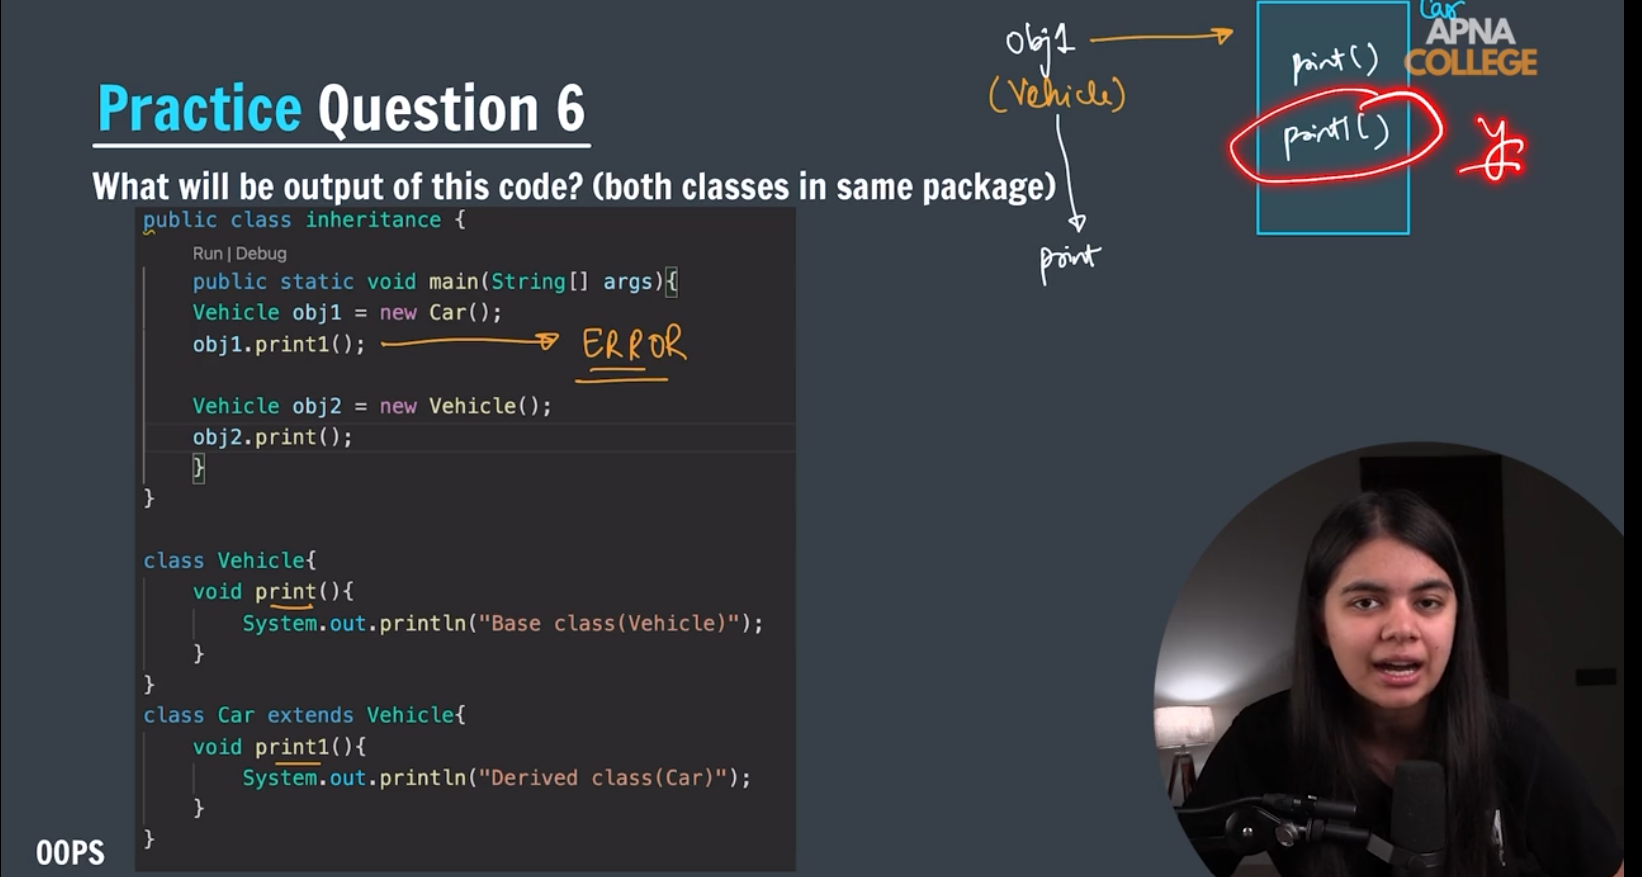 Practice Question 6
What will be output of this code? (both classes in same package)
public class inheritance {
Run | Debug
public static void main(String[] args){
Vehicle obj1 = new Car();
obj1.print1();
ERROR
Vehicle obj2 = new Vehicle();
obj2.print();
}
}
class Vehicle{
void print(){
System.out.println("Base class(Vehicle)");
}
}
class Car extends Vehicle{
void print1(){
System.out.println("Derived class(Car)");
}
}
OOPS
obj1
(Vehicle)
print
Car
print()
print1()
APNA
COLLEGE